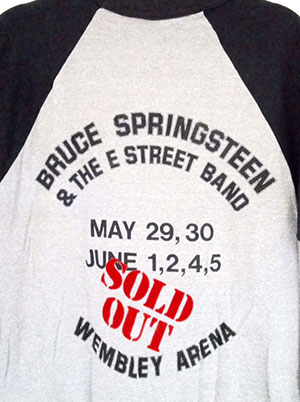 BRUCE SPRINGSTEEN
& THE E STREET BAND
MAY 29, 30
JUNE 1,2,4,5
SOLD
OUT
WEMBLEY ARENA